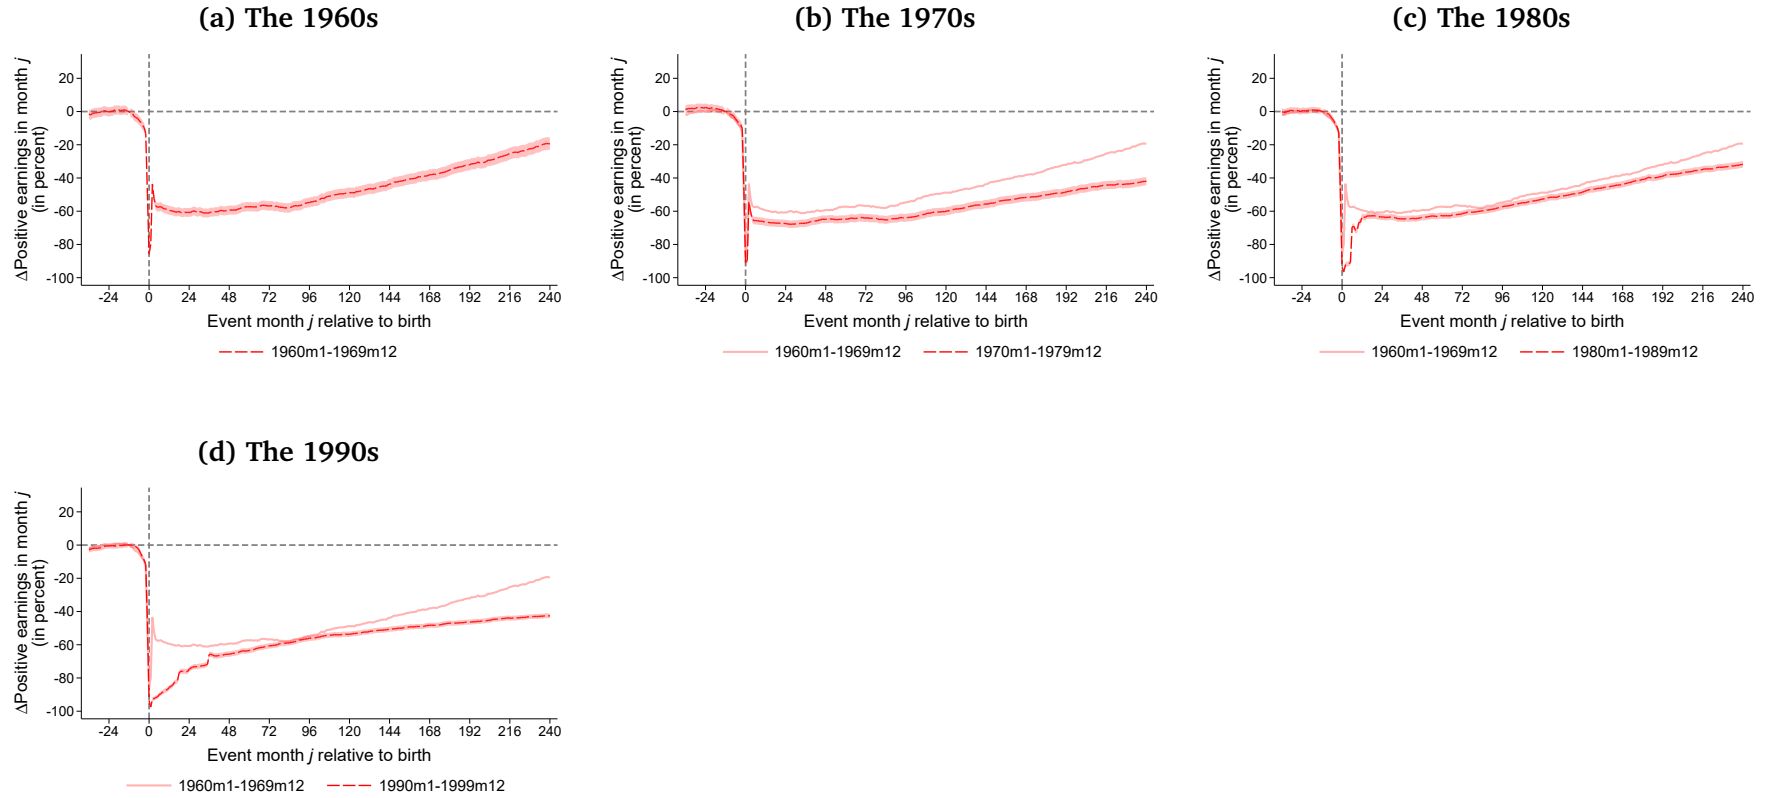 (a) The 1960s
ΔPositive earnings in month j
(in percent)
20
0
-20
-40
-60
-80
-100
-24 0 24 48 72 96 120 144 168 192 216 240
Event month j relative to birth
1960m1-1969m12
(b) The 1970s
ΔPositive earnings in month j
(in percent)
20
0
-20
-40
-60
-80
-100
-24 0 24 48 72 96 120 144 168 192 216 240
Event month j relative to birth
1960m1-1969m12 1970m1-1979m12
(c) The 1980s
ΔPositive earnings in month j
(in percent)
20
0
-20
-40
-60
-80
-100
-24 0 24 48 72 96 120 144 168 192 216 240
Event month j relative to birth
1960m1-1969m12 1980m1-1989m12
(d) The 1990s
ΔPositive earnings in month j
(in percent)
20
0
-20
-40
-60
-80
-100
-24 0 24 48 72 96 120 144 168 192 216 240
Event month j relative to birth
1960m1-1969m12 1990m1-1999m12